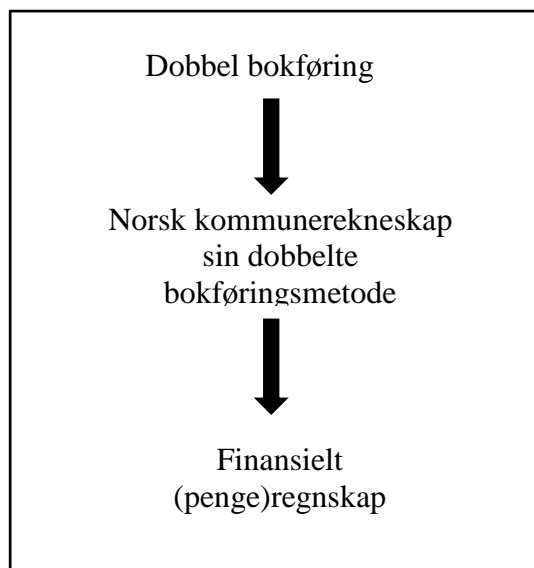 Dobbel bokføring
Norsk kommunerekneskap
sin dobbelte
bokføringsmetode
Finansielt
(penge)regnskap